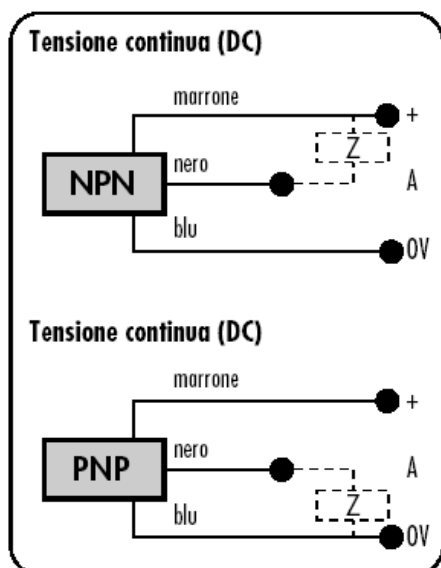 Tensione continua (DC)
marrone
+
Z
nero
NPN
A
blu
0V
Tensione continua (DC)
marrone
+
nero
A
PNP
Z
blu
0V